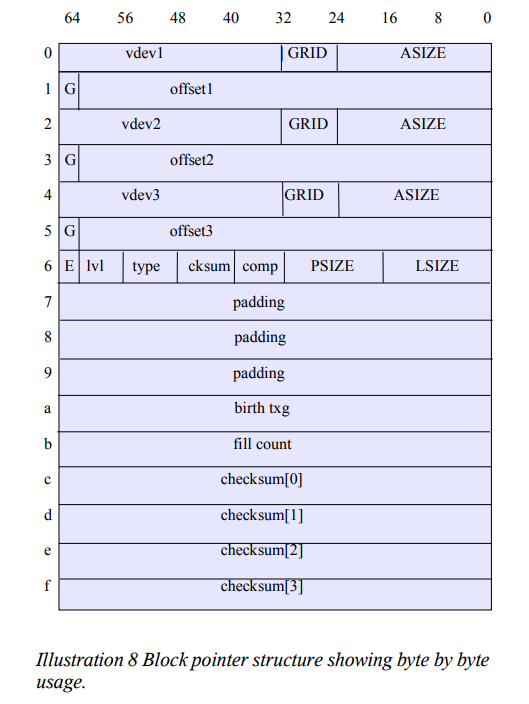 64 56 48 40 32 24 16 8 0
0 vdev1 GRID ASIZE
1 G offset1
2 vdev2 GRID ASIZE
3 G offset2
4 vdev3 GRID ASIZE
5 G offset3
6 E lvl type cksum comp PSIZE LSIZE
7 padding
8 padding
9 padding
a birth txg
b fill count
c checksum[0]
d checksum[1]
e checksum[2]
f checksum[3]
Illustration 8 Block pointer structure showing byte by byte
usage.